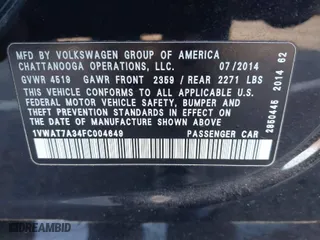 MFD BY VOLKSWAGEN GROUP OF AMERICA
CHATTANOOGA OPERATIONS, LLC. 07/2014
GVWR 4519 GAWR FRONT 2359 / REAR 2271 LBS
THIS VEHICLE CONFORMS TO ALL APPLICABLE
FEDERAL MOTOR VEHICLE SAFETY, BUMPER AND THEFT
PREVENTION STANDARDS IN EFFECT ON THE DATE OF
MANUFACTURE SHOWN ABOVE
1VWAT7A34FC004649 PASSENGER CAR
2850445 2014 62
DREAMBID